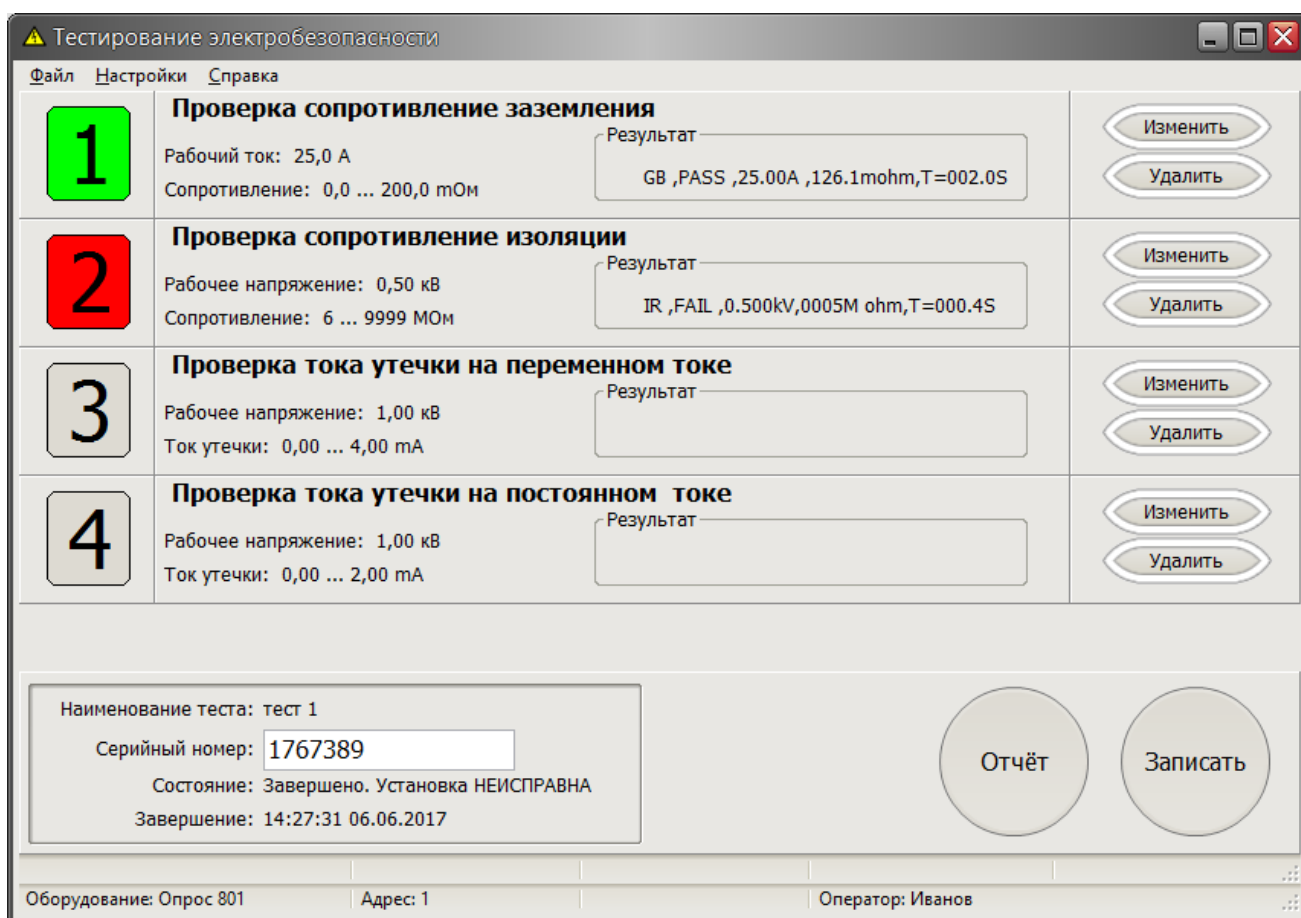 Тестирование электробезопасности
Файл Настройки Справка
1
Проверка сопротивление заземления
Рабочий ток: 25,0 А
Сопротивление: 0,0 ... 200,0 mОм
Результат
GB ,PASS ,25.00A ,126.1mohm,T=002.0S
Изменить
Удалить
2
Проверка сопротивление изоляции
Рабочее напряжение: 0,50 кВ
Сопротивление: 6 ... 9999 МОм
Результат
IR ,FAIL ,0.500kV,0005M ohm,T=000.4S
Изменить
Удалить
3
Проверка тока утечки на переменном токе
Рабочее напряжение: 1,00 кВ
Ток утечки: 0,00 ... 4,00 mA
Результат
Изменить
Удалить
4
Проверка тока утечки на постоянном токе
Рабочее напряжение: 1,00 кВ
Ток утечки: 0,00 ... 2,00 mA
Результат
Изменить
Удалить
Наименование теста: тест 1
Серийный номер: 1767389
Состояние: Завершено. Установка НЕИСПРАВНА
Завершение: 14:27:31 06.06.2017
Отчёт
Записать
Оборудование: Опрос 801 Адрес: 1 Оператор: Иванов